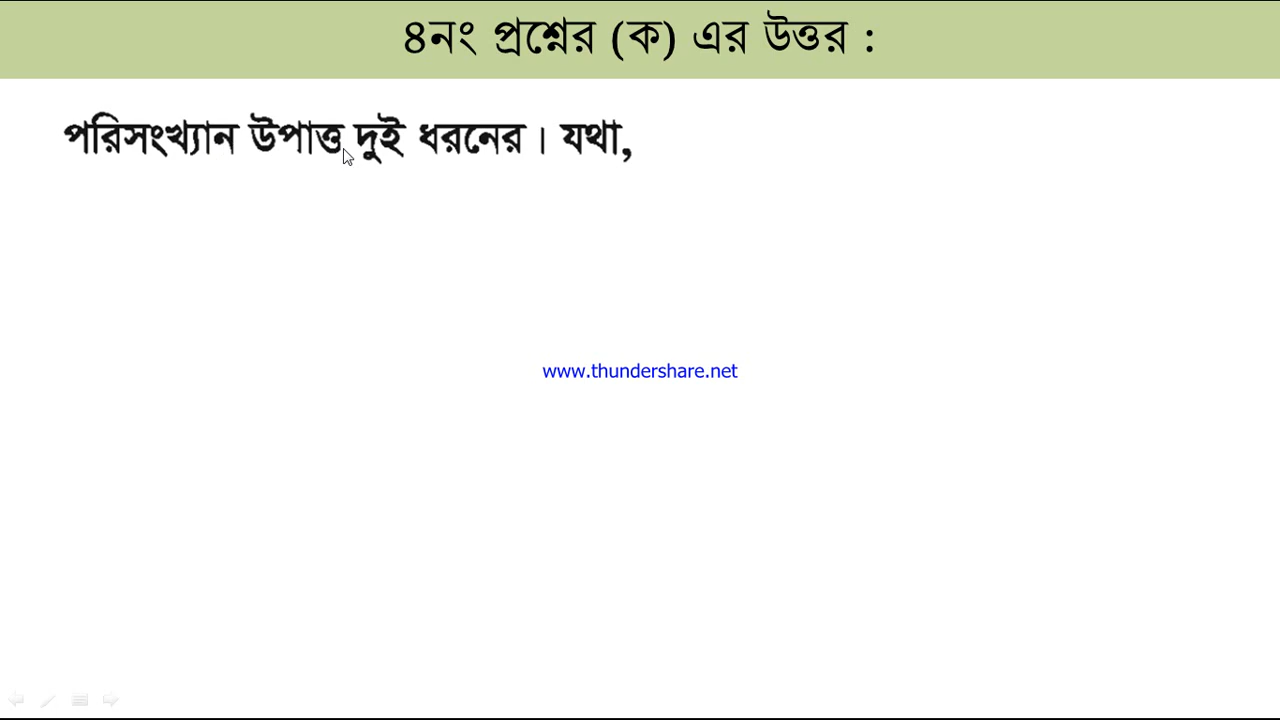 ৪নং প্রশ্নের (ক) এর উত্তর :
পরিসংখ্যান উপাত্ত দুই ধরনের। যথা,
www.thundershare.net